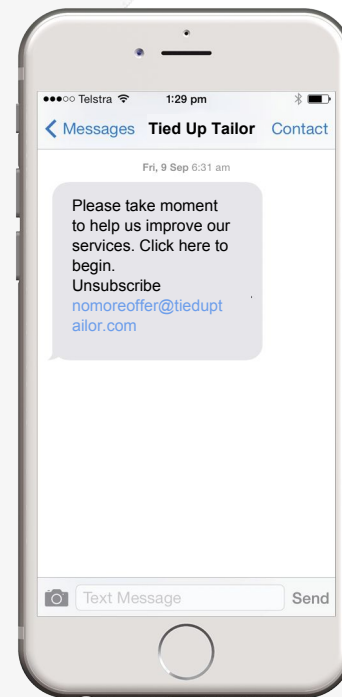 ●●●○○ Telstra 1:29 pm
Messages Tied Up Tailor Contact
Fri, 9 Sep 6:31 am
Please take moment
to help us improve our
services. Click here to
begin.
Unsubscribe
nomoreoffer@tiedupt
ailor.com
Text Message Send